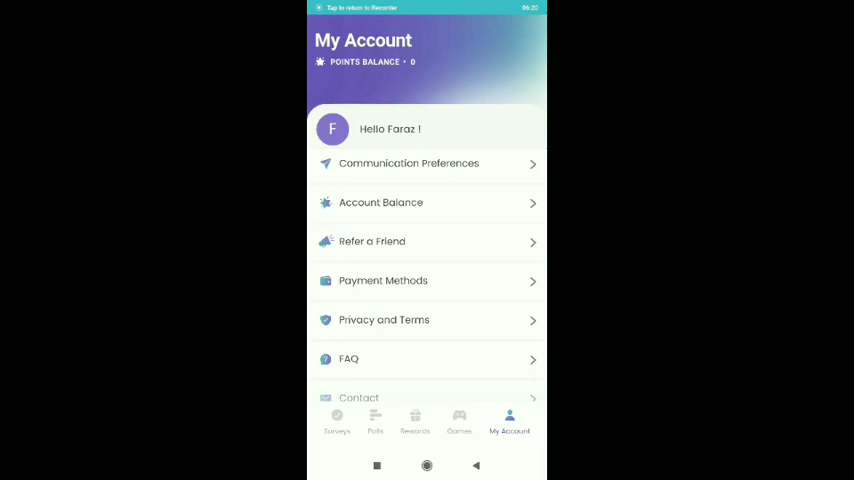 Tap to return to Recorder
06:20
My Account
POINTS BALANCE • 0
F
Hello Faraz !
Communication Preferences
Account Balance
Refer a Friend
Payment Methods
Privacy and Terms
FAQ
Contact
Surveys
Polls
Rewards
Games
My Account